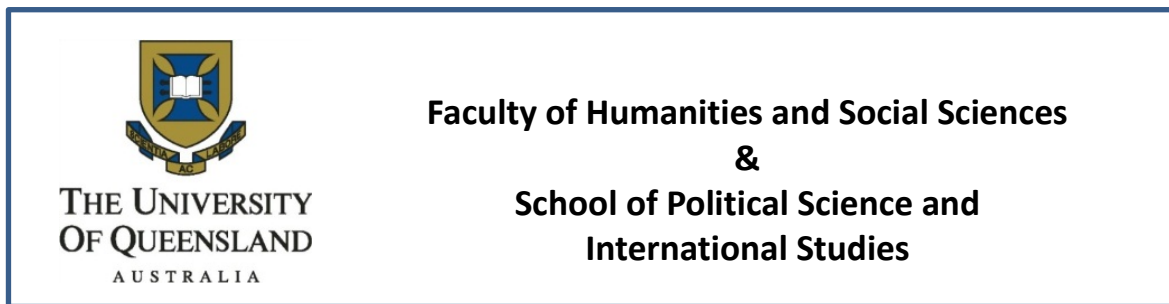 SCIENTIA AC LABORE
THE UNIVERSITY
OF QUEENSLAND
AUSTRALIA
Faculty of Humanities and Social Sciences
&
School of Political Science and
International Studies